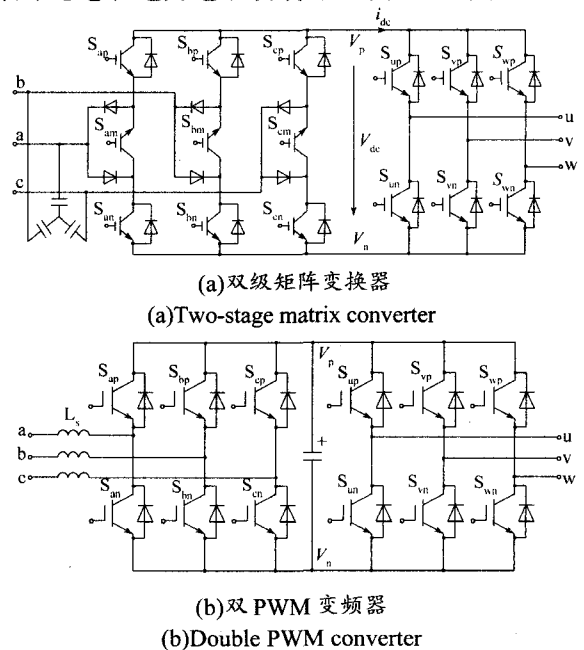 i_dc
S_ap S_bp S_cp V_p S_up S_vp S_wp
b
u
a S_am S_bm S_cm V_dc v
c w
S_an S_bn S_cn S_un S_vn S_wn
V_n
(a)双级矩阵变换器
(a)Two-stage matrix converter
V_p
S_ap S_bp S_cp S_up S_vp S_wp
L_s
a + u
b v
c w
S_an S_bn S_cn S_un S_vn S_wn
V_n
(b)双 PWM 变频器
(b)Double PWM converter